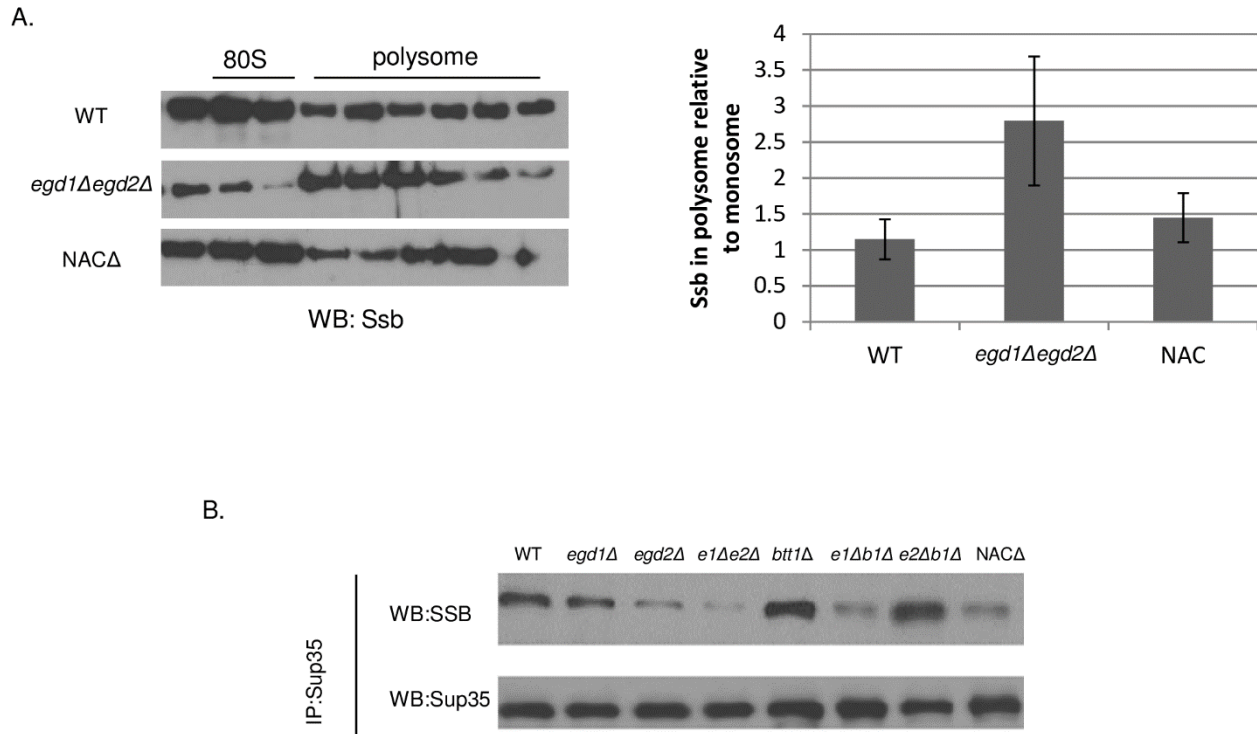 A.
80S
polysome
WT
egd1Δegd2Δ
NACΔ
WB: Ssb
Ssb in polysome relative
to monosome
4
3.5
3
2.5
2
1.5
1
0.5
0
WT
egd1Δegd2Δ
NAC
B.
WT
egd1Δ
egd2Δ
e1Δe2Δ
btt1Δ
e1Δb1Δ
e2Δb1Δ
NACΔ
IP:Sup35
WB:SSB
WB:Sup35